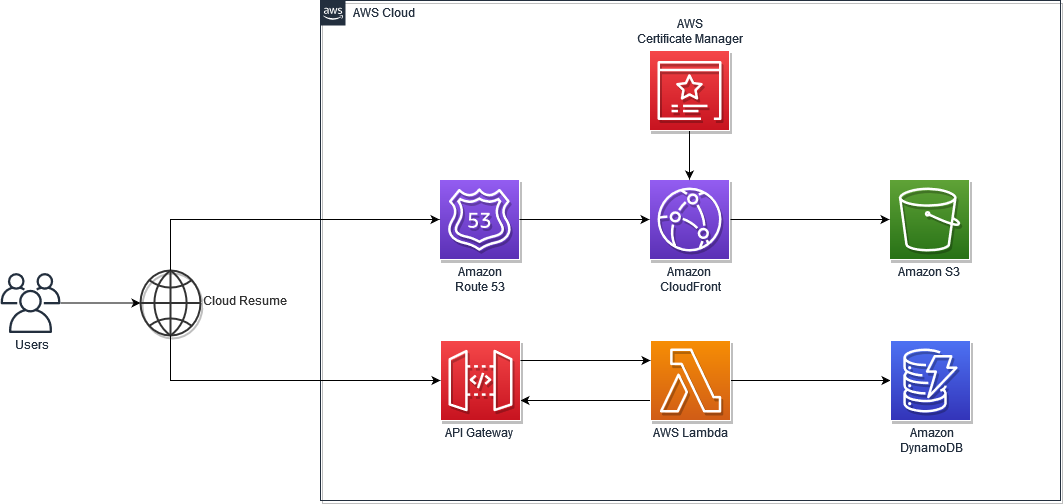 aws
AWS Cloud
AWS
Certificate Manager
53
Amazon
Route 53
Amazon
CloudFront
Amazon S3
Cloud Resume
Users
</>
API Gateway
AWS Lambda
Amazon
DynamoDB